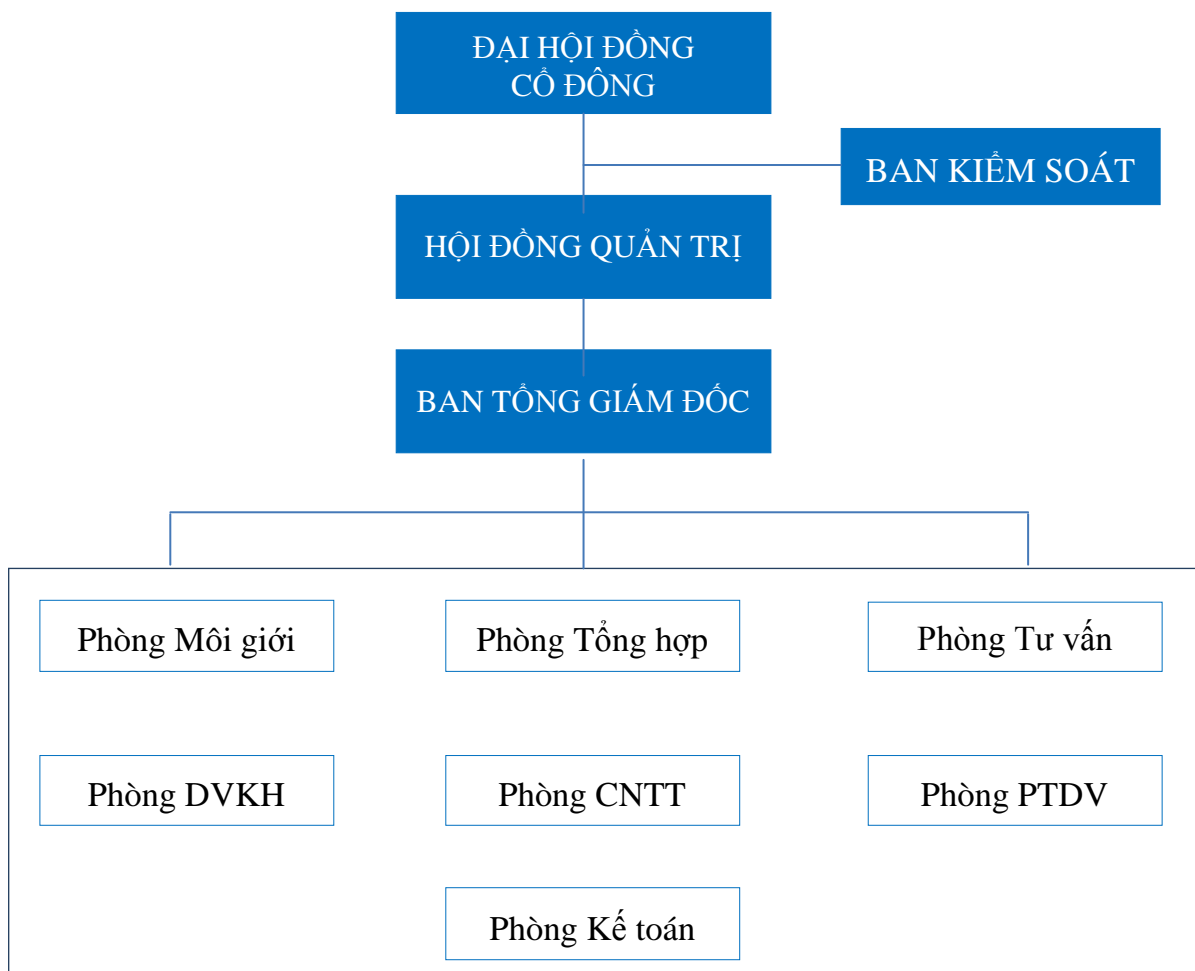 ĐẠI HỘI ĐỒNG
CỔ ĐÔNG
BAN KIỂM SOÁT
HỘI ĐỒNG QUẢN TRỊ
BAN TỔNG GIÁM ĐỐC
Phòng Môi giới
Phòng Tổng hợp
Phòng Tư vấn
Phòng DVKH
Phòng CNTT
Phòng PTDV
Phòng Kế toán